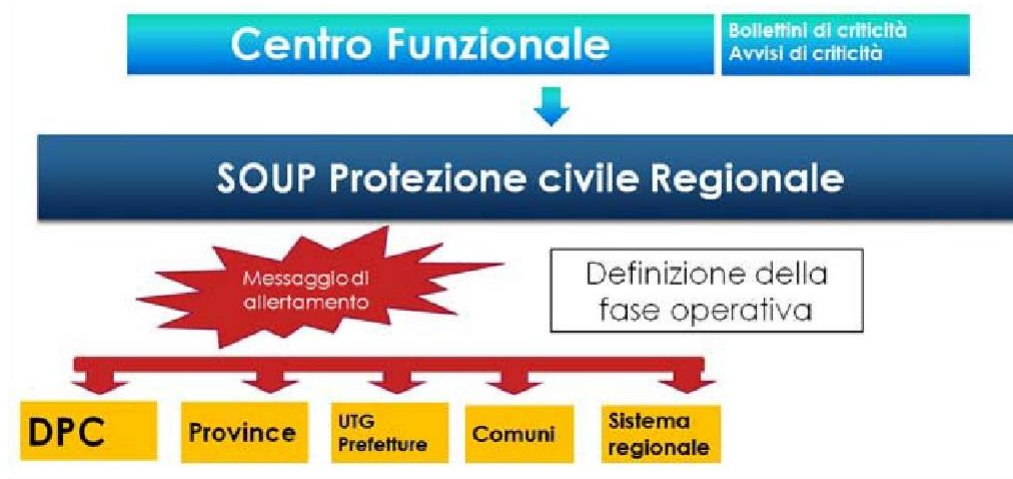 Centro Funzionale
Bollettini di criticità
Avvisi di criticità
SOUP Protezione civile Regionale
Messaggio di
allertamento
Definizione della
fase operativa
DPC
Province
UTG
Prefetture
Comuni
Sistema
regionale